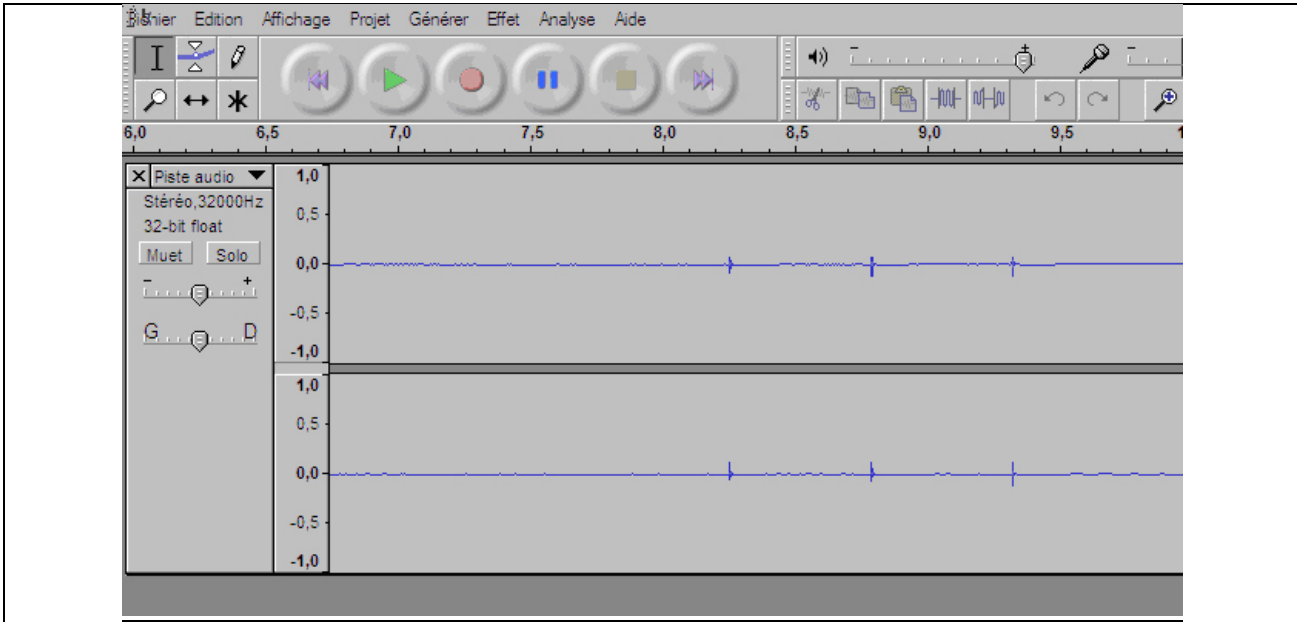 Edition Affichage Projet Générer Effet Analyse Aide
6,0 6,5 7,0 7,5 8,0 8,5 9,0 9,5
Piste audio 1,0
Stéréo,32000Hz
0,5
32-bit float
Muet Solo 0,0
- +
-0,5
G D
-1,0
1,0
0,5
0,0
-0,5
-1,0